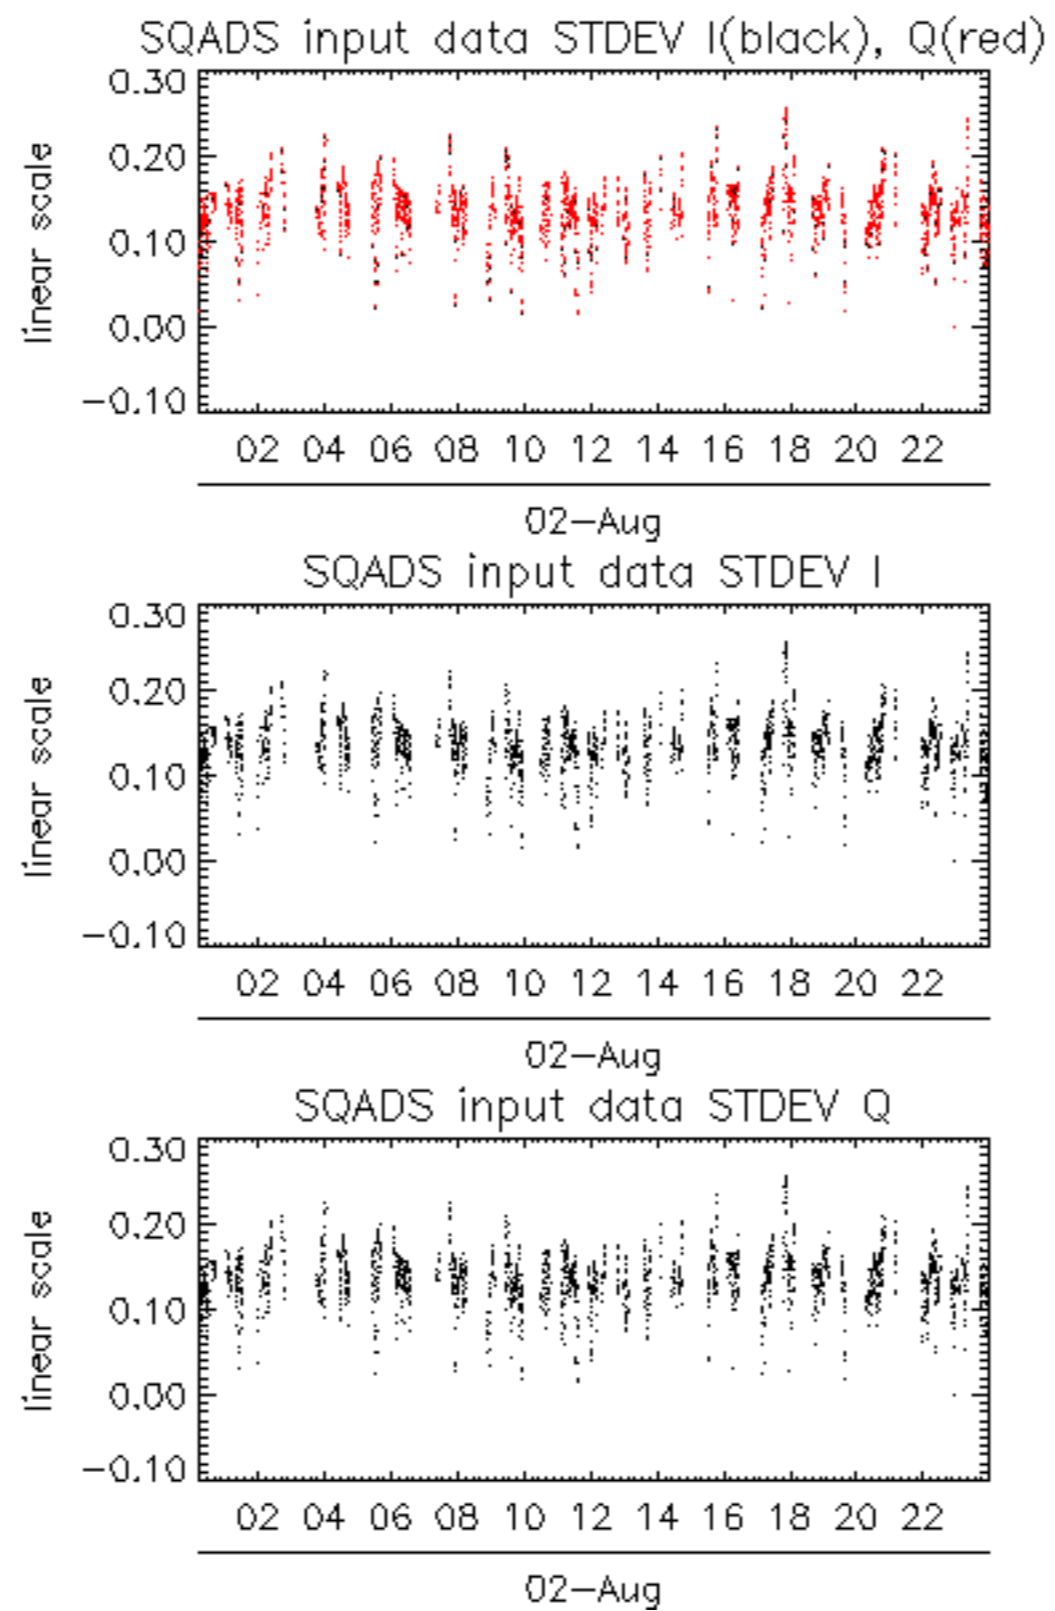 SQADS input data STDEV I(black), Q(red)
linear scale
0.30
0.20
0.10
0.00
−0.10
02 04 06 08 10 12 14 16 18 20 22
02−Aug
SQADS input data STDEV I
linear scale
0.30
0.20
0.10
0.00
−0.10
02 04 06 08 10 12 14 16 18 20 22
02−Aug
SQADS input data STDEV Q
linear scale
0.30
0.20
0.10
0.00
−0.10
02 04 06 08 10 12 14 16 18 20 22
02−Aug